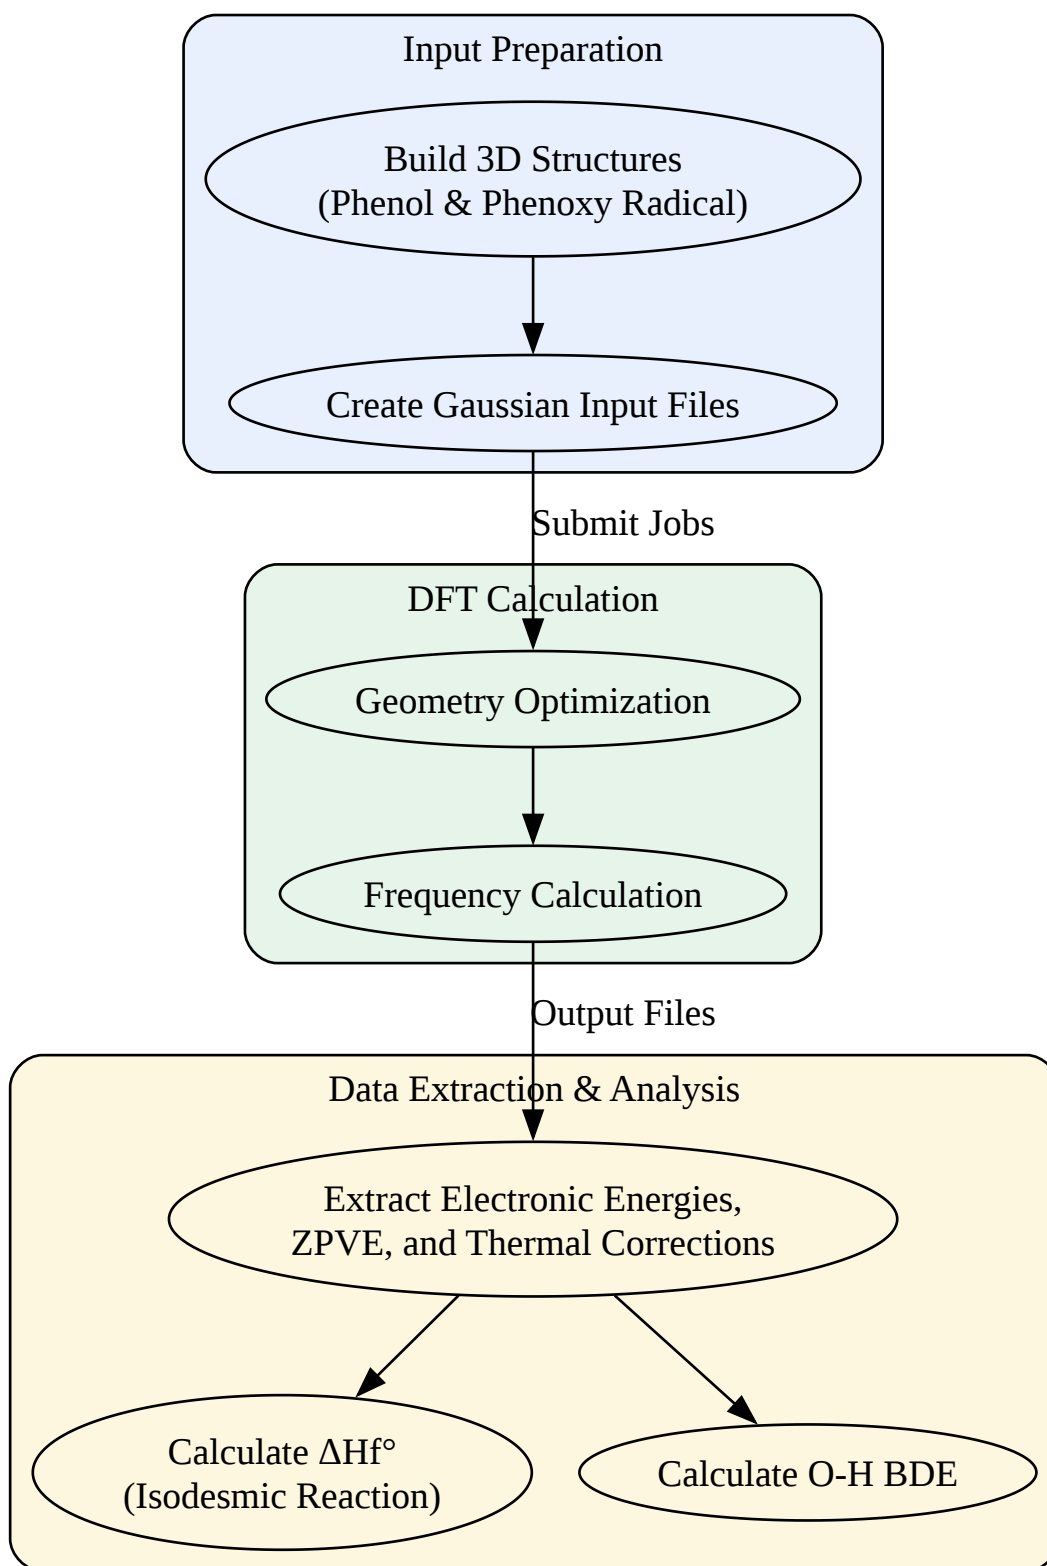 Input Preparation
Build 3D Structures
(Phenol & Phenoxy Radical)
Create Gaussian Input Files
Submit Jobs
DFT Calculation
Geometry Optimization
Frequency Calculation
Output Files
Data Extraction & Analysis
Extract Electronic Energies,
ZPVE, and Thermal Corrections
Calculate ΔHf°
(Isodesmic Reaction)
Calculate O-H BDE